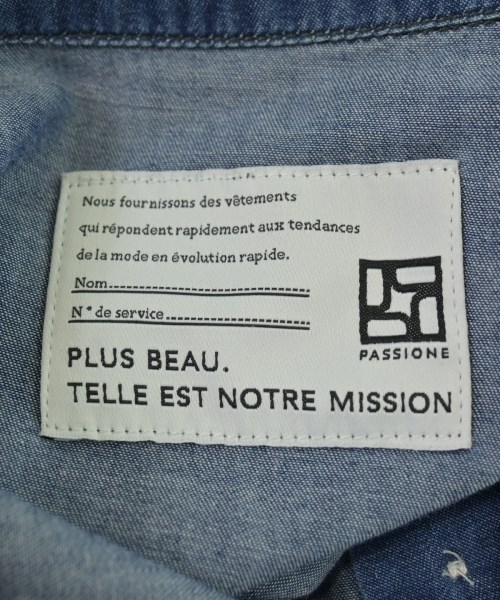 Nous fournissons des vêtements
qui répondent rapidement aux tendances
de la mode en évolution rapide.
Nom
N° de service
PASSIONE
PLUS BEAU.
TELLE EST NOTRE MISSION